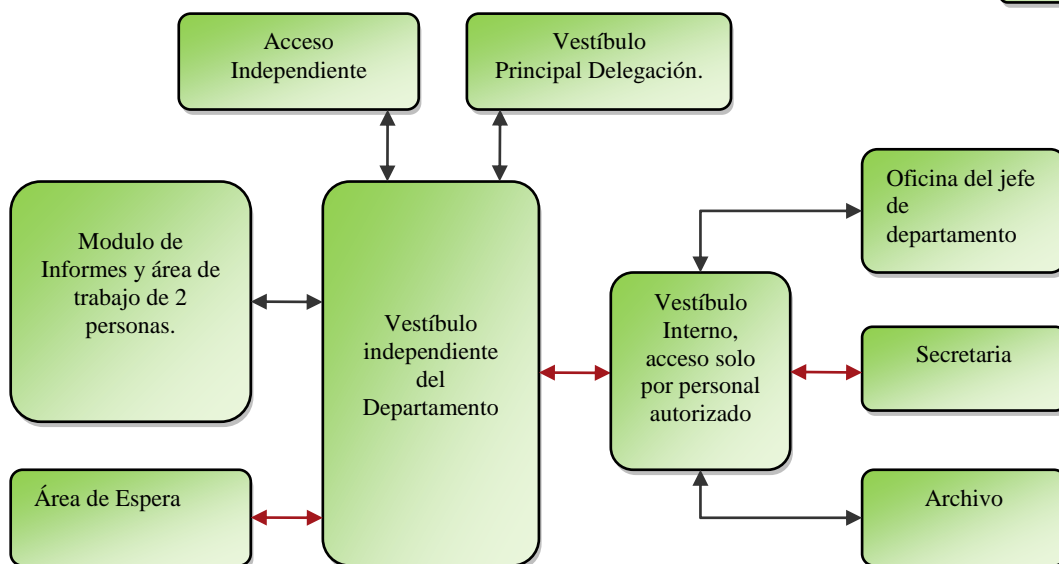 Acceso
Independiente
Vestíbulo
Principal Delegación.
Modulo de
Informes y área de
trabajo de 2
personas.
Vestíbulo
independiente
del
Departamento
Área de Espera
Vestíbulo
Interno,
acceso solo
por personal
autorizado
Oficina del jefe
de
departamento
Secretaria
Archivo